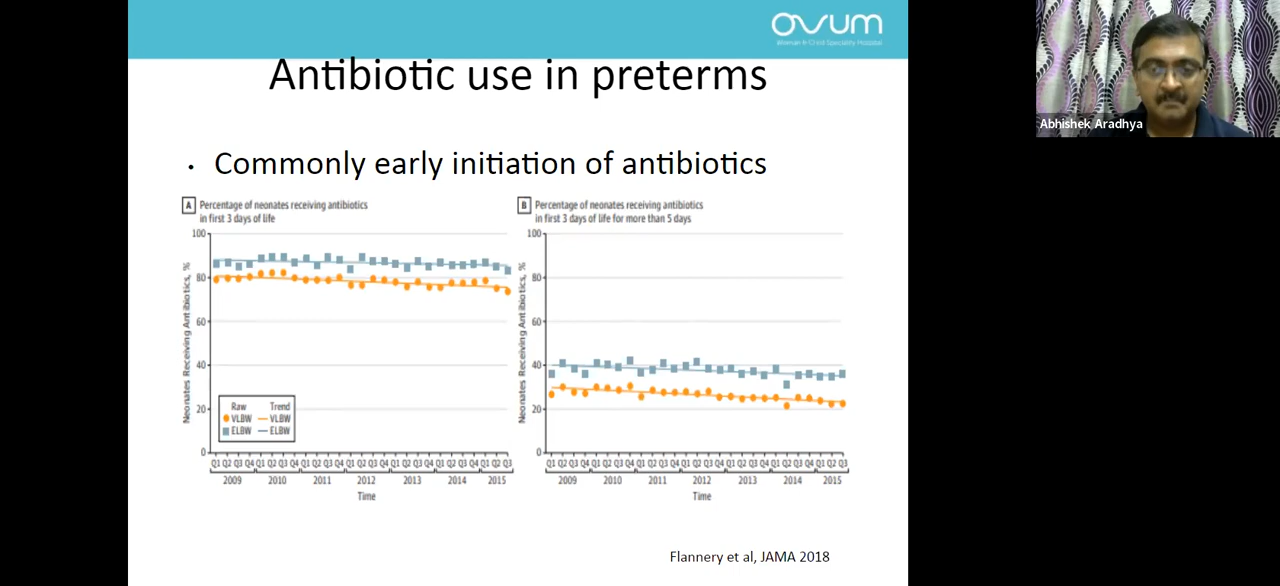 OVUM
Woman & Child Speciality Hospital
Abhishek Aradhya
Antibiotic use in preterms
• Commonly early initiation of antibiotics
A Percentage of neonates receiving antibiotics
in first 3 days of life
Neonates Receiving Antibiotics, %
100
80
60
40
20
0
Raw Trend
VLBW VLBW
ELBW ELBW
Q1 Q2 Q3 Q4 Q1 Q2 Q3 Q4 Q1 Q2 Q3 Q4 Q1 Q2 Q3 Q4 Q1 Q2 Q3 Q4 Q1 Q2 Q3 Q4 Q1 Q2 Q3
2009 2010 2011 2012 2013 2014 2015
Time
B Percentage of neonates receiving antibiotics
in first 3 days of life for more than 5 days
Neonates Receiving Antibiotics, %
100
80
60
40
20
0
Q1 Q2 Q3 Q4 Q1 Q2 Q3 Q4 Q1 Q2 Q3 Q4 Q1 Q2 Q3 Q4 Q1 Q2 Q3 Q4 Q1 Q2 Q3 Q4 Q1 Q2 Q3
2009 2010 2011 2012 2013 2014 2015
Time
Flannery et al, JAMA 2018